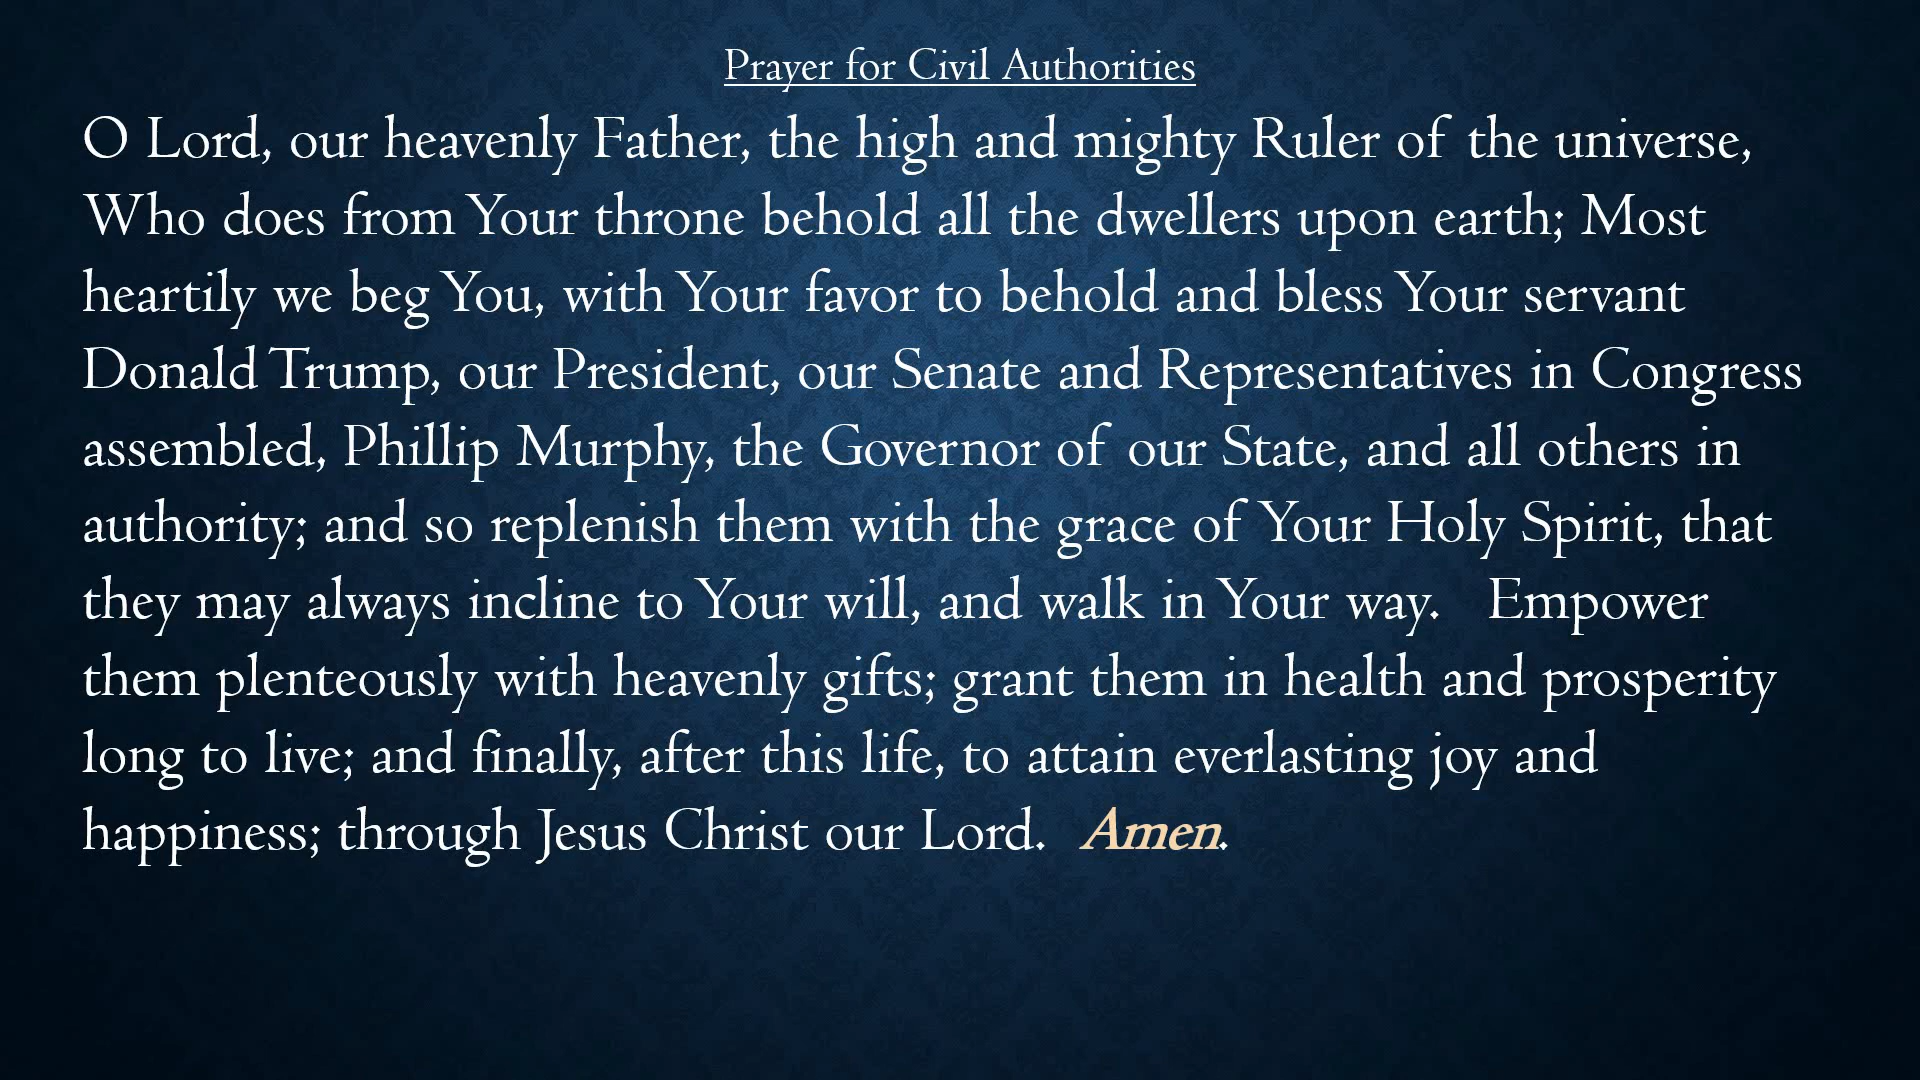 Prayer for Civil Authorities
O Lord, our heavenly Father, the high and mighty Ruler of the universe,
Who does from Your throne behold all the dwellers upon earth; Most
heartily we beg You, with Your favor to behold and bless Your servant
Donald Trump, our President, our Senate and Representatives in Congress
assembled, Phillip Murphy, the Governor of our State, and all others in
authority; and so replenish them with the grace of Your Holy Spirit, that
they may always incline to Your will, and walk in Your way. Empower
them plenteously with heavenly gifts; grant them in health and prosperity
long to live; and finally, after this life, to attain everlasting joy and
happiness; through Jesus Christ our Lord. Amen.